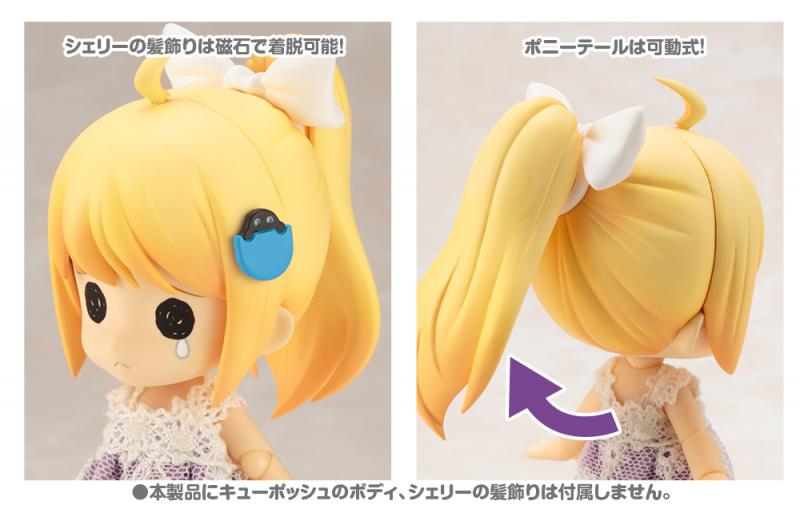 シェリーの髪飾りは磁石で着脱可能!
ポニーテールは可動式!
●本製品にキューポッシュのボディ、シェリーの髪飾りは付属しません。